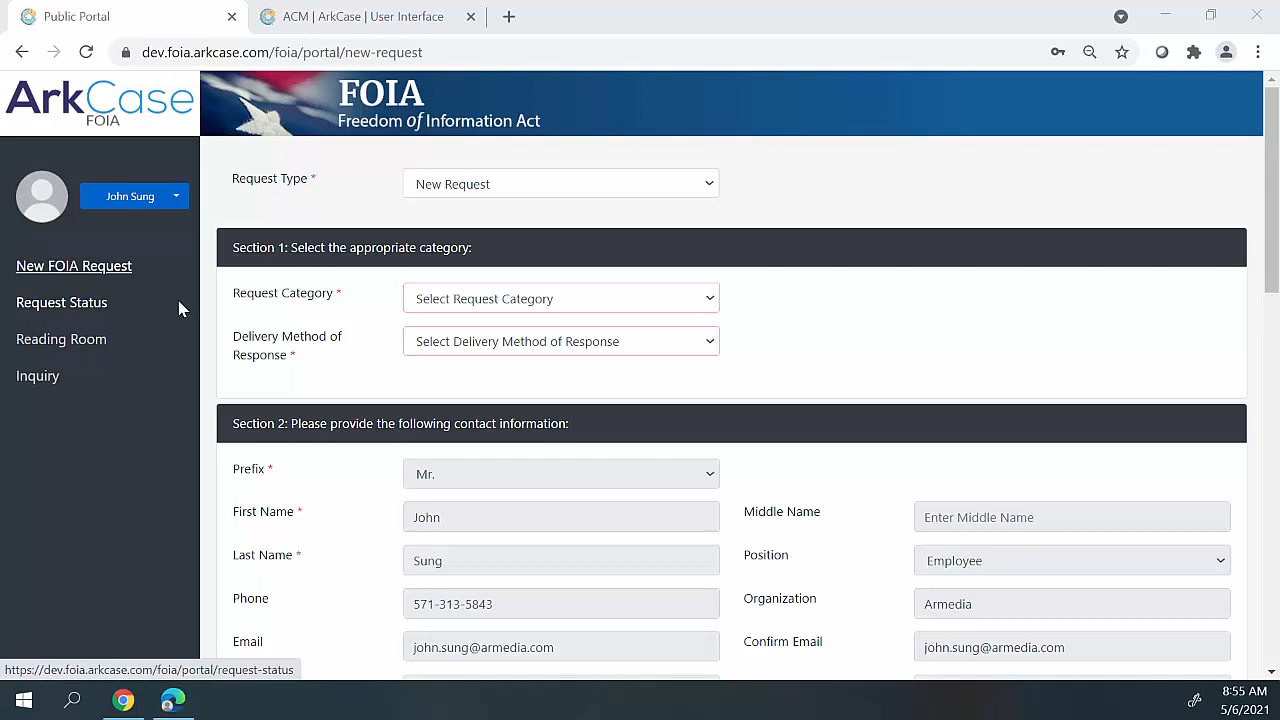 Public Portal
ACM | ArkCase | User Interface
dev.foia.arkcase.com/foia/portal/new-request
ArkCase
FOIA
FOIA
Freedom of Information Act
John Sung
New FOIA Request
Request Status
Reading Room
Inquiry
Request Type *
New Request
Section 1: Select the appropriate category:
Request Category *
Select Request Category
Delivery Method of
Response *
Select Delivery Method of Response
Section 2: Please provide the following contact information:
Prefix *
Mr.
First Name *
John
Middle Name
Enter Middle Name
Last Name *
Sung
Position
Employee
Phone
571-313-5843
Organization
Armedia
Email
john.sung@armedia.com
Confirm Email
john.sung@armedia.com
https://dev.foia.arkcase.com/foia/portal/request-status
8:55 AM
5/6/2021